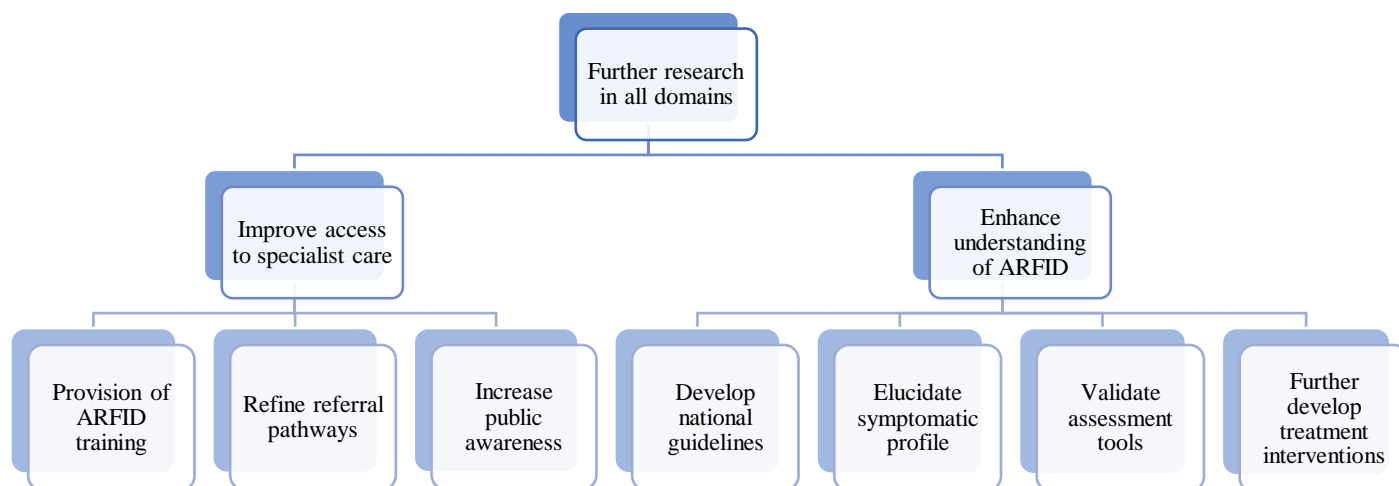 Further research
in all domains
Improve access
to specialist care
Enhance
understanding
of ARFID
Provision of
ARFID
training
Refine referral
pathways
Increase
public
awareness
Develop
national
guidelines
Elucidate
symptomatic
profile
Validate
assessment
tools
Further
develop
treatment
interventions